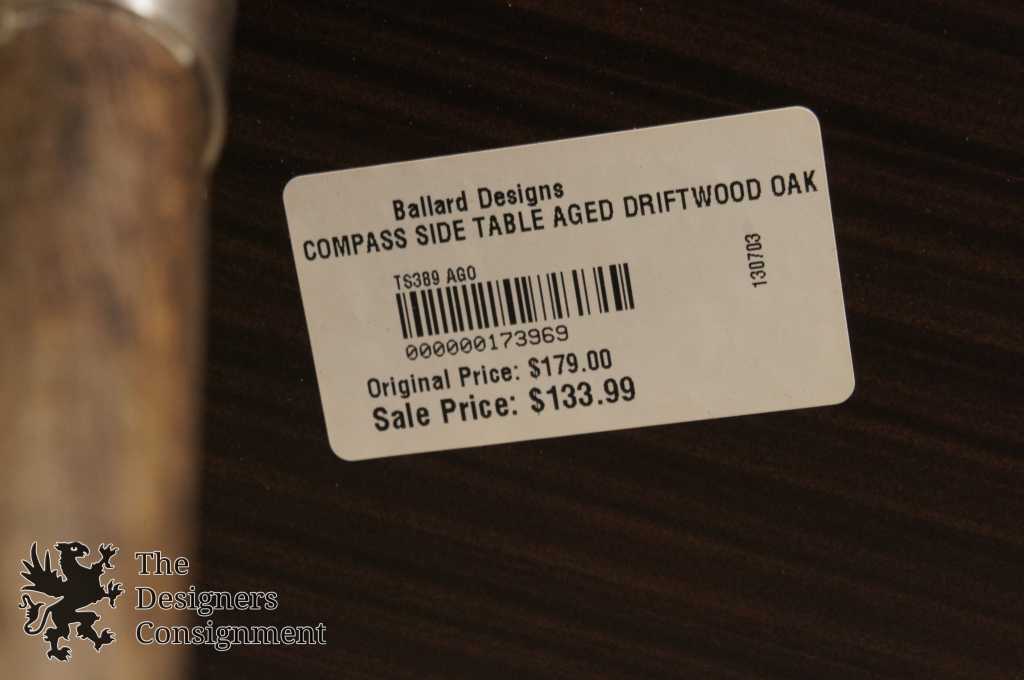 Ballard Designs
COMPASS SIDE TABLE AGED DRIFTWOOD OAK
TS389 AGO
000000173969
130703
Original Price: $179.00
Sale Price: $133.99
The
Designers
Consignment